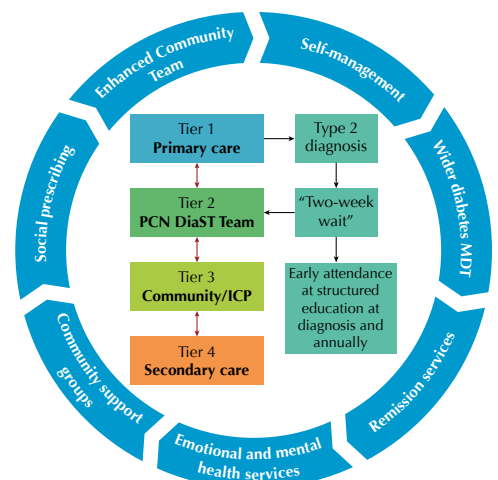 Enhanced Community
Team
Self-management
Wider diabetes MDT
Remission services
Emotional and mental
health services
Community support
groups
Social prescribing
Tier 1
Primary care
Type 2
diagnosis
Tier 2
PCN DiaST Team
“Two-week
wait”
Tier 3
Community/ICP
Early attendance
at structured
education at
diagnosis and
annually
Tier 4
Secondary care